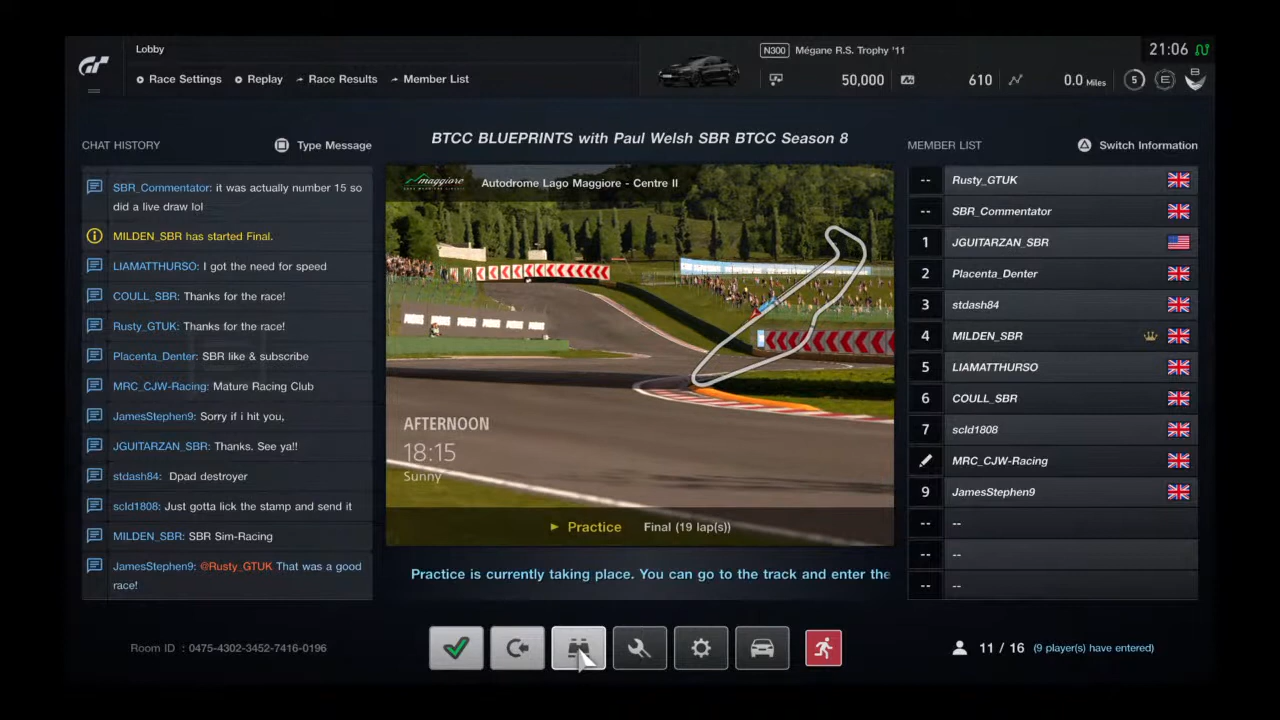 Lobby
Race Settings
Replay
Race Results
Member List
N300 Mégane R.S. Trophy '11
50,000
610
0.0 Miles
21:06
5
E
B
CHAT HISTORY
Type Message
SBR_Commentator: it was actually number 15 so
did a live draw lol
MILDEN_SBR has started Final.
LIAMATTHURSO: I got the need for speed
COULL_SBR: Thanks for the race!
Rusty_GTUK: Thanks for the race!
Placenta_Denter: SBR like & subscribe
MRC_CJW-Racing: Mature Racing Club
JamesStephen9: Sorry if i hit you,
JGUITARZAN_SBR: Thanks. See ya!!
stdash84: Dpad destroyer
scld1808: Just gotta lick the stamp and send it
MILDEN_SBR: SBR Sim-Racing
JamesStephen9: @Rusty_GTUK That was a good
race!
BTCC BLUEPRINTS with Paul Welsh SBR BTCC Season 8
maggiore
Autodrome Lago Maggiore - Centre II
AFTERNOON
18:15
Sunny
Practice
Final (19 lap(s))
Practice is currently taking place. You can go to the track and enter the
MEMBER LIST
Switch Information
-- Rusty_GTUK
-- SBR_Commentator
1 JGUITARZAN_SBR
2 Placenta_Denter
3 stdash84
4 MILDEN_SBR
5 LIAMATTHURSO
6 COULL_SBR
7 scld1808
MRC_CJW-Racing
9 JamesStephen9
-- --
-- --
-- --
Room ID : 0475-4302-3452-7416-0196
11 / 16 (9 player(s) have entered)